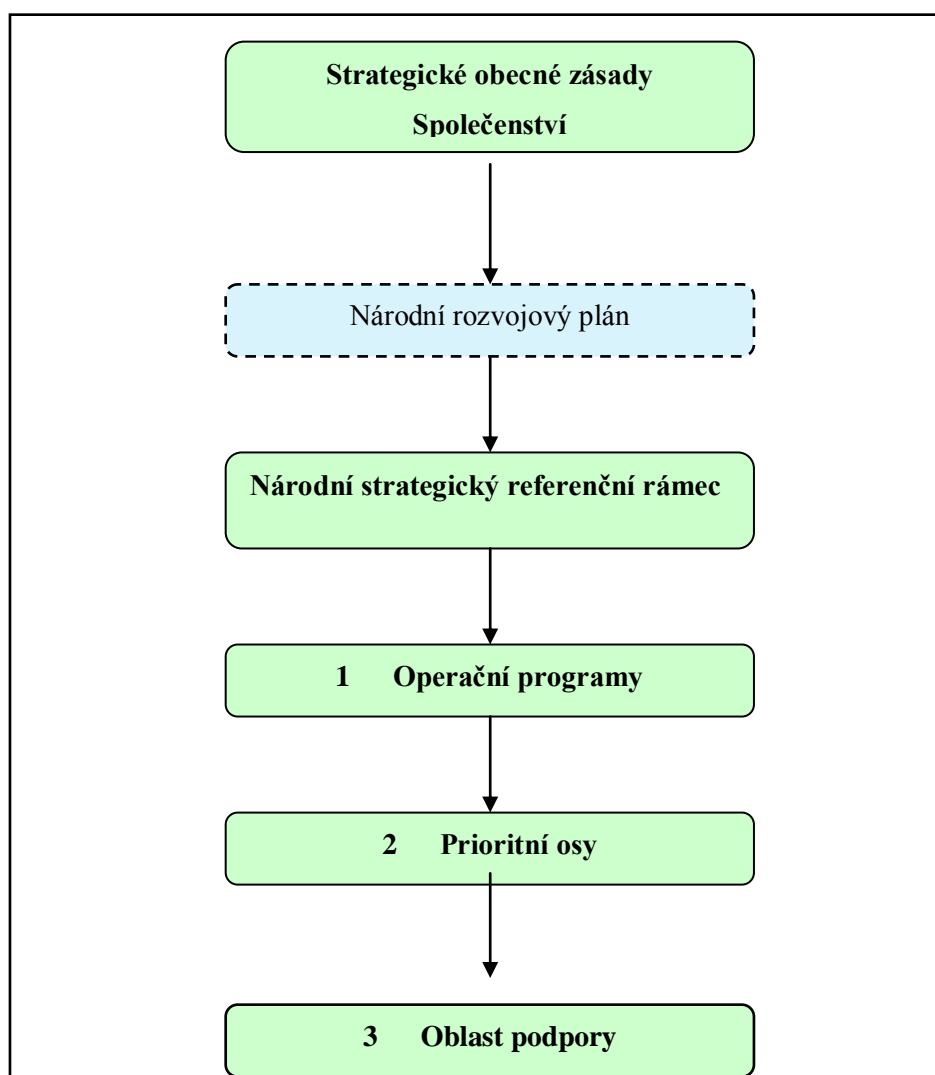 Strategické obecné zásady
Společenství
Národní rozvojový plán
Národní strategický referenční rámec
1 Operační programy
2 Prioritní osy
3 Oblast podpory